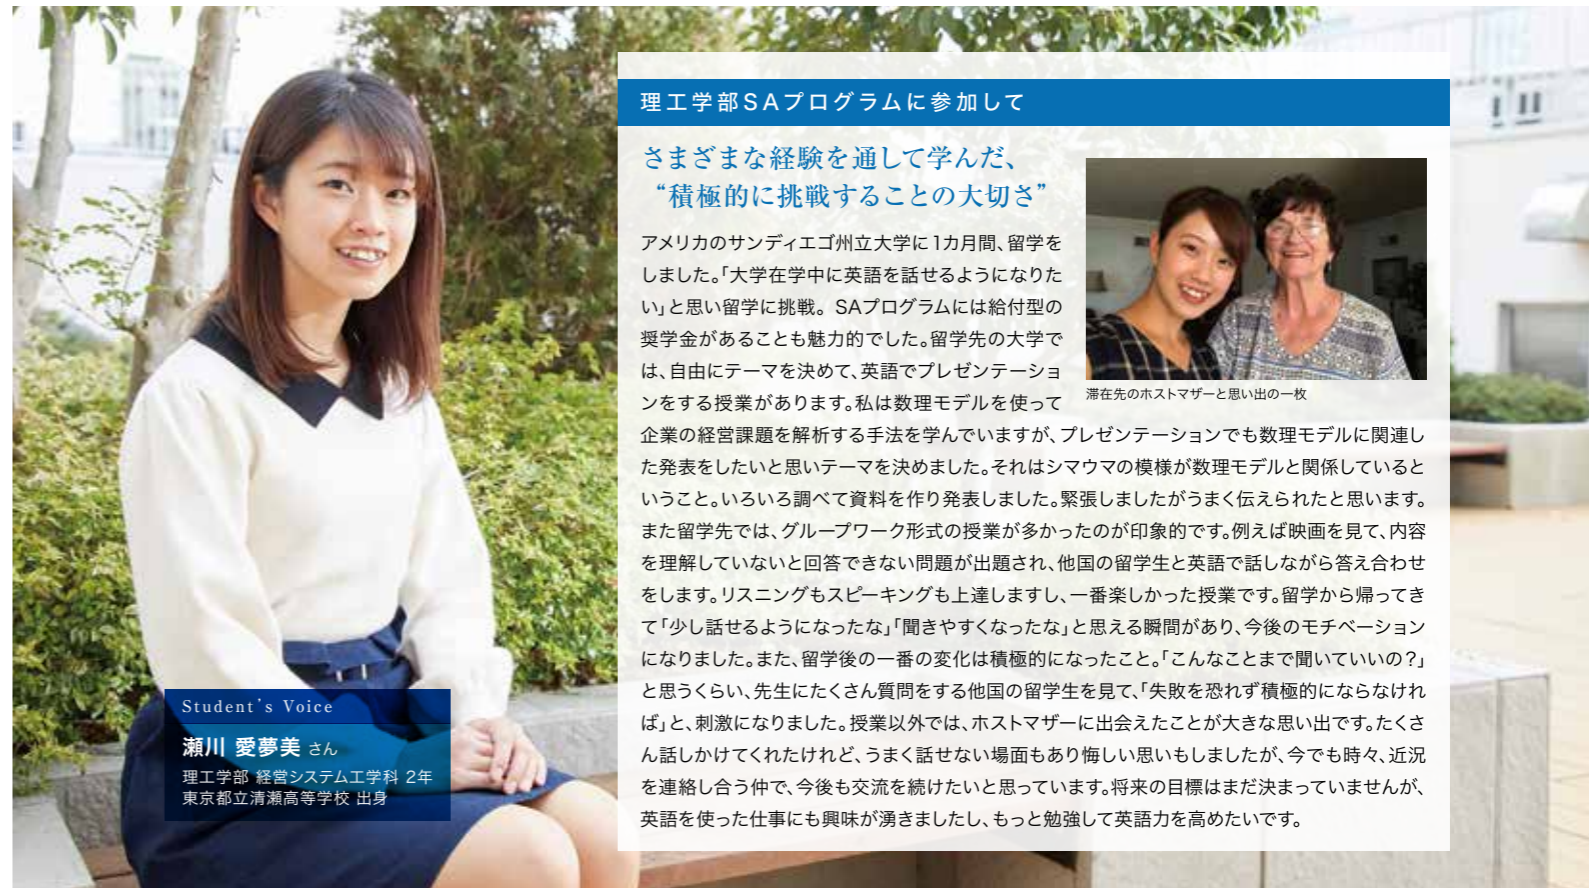 理工学部SAプログラムに参加して
さまざまな経験を通して学んだ、
“積極的に挑戦することの大切さ”
アメリカのサンディエゴ州立大学に1カ月間、留学を
しました。「大学在学中に英語を話せるようになりた
い」と思い留学に挑戦。SAプログラムには給付型の
奨学金があることも魅力的でした。留学先の大学で
は、自由にテーマを決めて、英語でプレゼンテーショ
ンをする授業があります。私は数理モデルを使って
企業の経営課題を解析する手法を学んでいますが、プレゼンテーションでも数理モデルに関連し
た発表をしたいと思いテーマを決めました。それはシマウマの模様が数理モデルと関係していると
いうこと。いろいろ調べて資料を作り発表しました。緊張しましたがうまく伝えられたと思います。
また留学先では、グループワーク形式の授業が多かったのが印象的です。例えば映画を見て、内容
を理解していないと回答できない問題が出題され、他国の留学生と英語で話しながら答え合わせ
をします。リスニングもスピーキングも上達しますし、一番楽しかった授業です。留学から帰ってき
て「少し話せるようになったな」「聞きやすくなったな」と思える瞬間があり、今後のモチベーション
になりました。また、留学後の一番の変化は積極的になったこと。「こんなことまで聞いていいの?」
と思うくらい、先生にたくさん質問をする他国の留学生を見て、「失敗を恐れず積極的にならなけれ
ば」と、刺激になりました。授業以外では、ホストマザーに出会えたことが大きな思い出です。たくさ
ん話しかけてくれたけれど、うまく話せない場面もあり悔しい思いもしましたが、今でも時々、近況
を連絡し合う仲で、今後も交流を続けたいと思っています。将来の目標はまだ決まっていませんが、
英語を使った仕事にも興味が湧きましたし、もっと勉強して英語力を高めたいです。
滞在先のホストマザーと思い出の一枚
Student's Voice
瀬川 愛夢美 さん
理工学部 経営システム工学科 2年
東京都立清瀬高等学校 出身